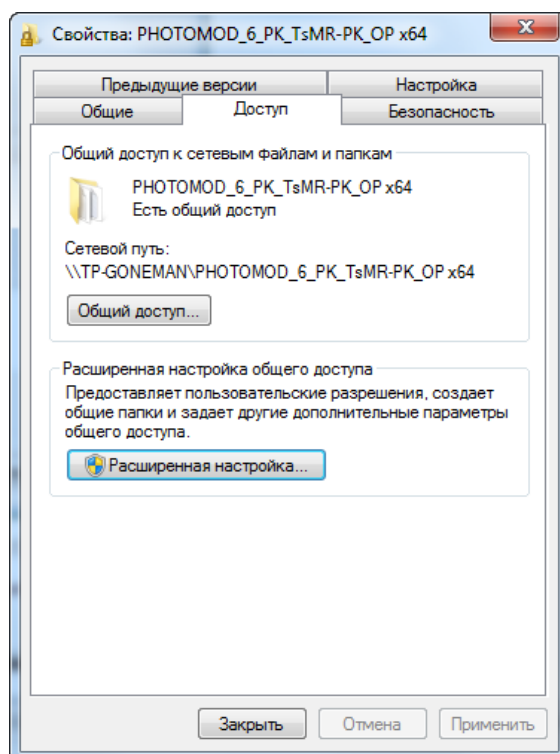 Свойства: PHOTOMOD_6_PK_TsMR-PK_OP x64
Предыдущие версии
Настройка
Общие
Доступ
Безопасность
Общий доступ к сетевым файлам и папкам
PHOTOMOD_6_PK_TsMR-PK_OP x64
Есть общий доступ
Сетевой путь:
\\TP-GONEMAN\PHOTOMOD_6_PK_TsMR-PK_OP x64
Общий доступ...
Расширенная настройка общего доступа
Предоставляет пользовательские разрешения, создает
общие папки и задает другие дополнительные параметры
общего доступа.
Расширенная настройка...
Закрыть
Отмена
Применить